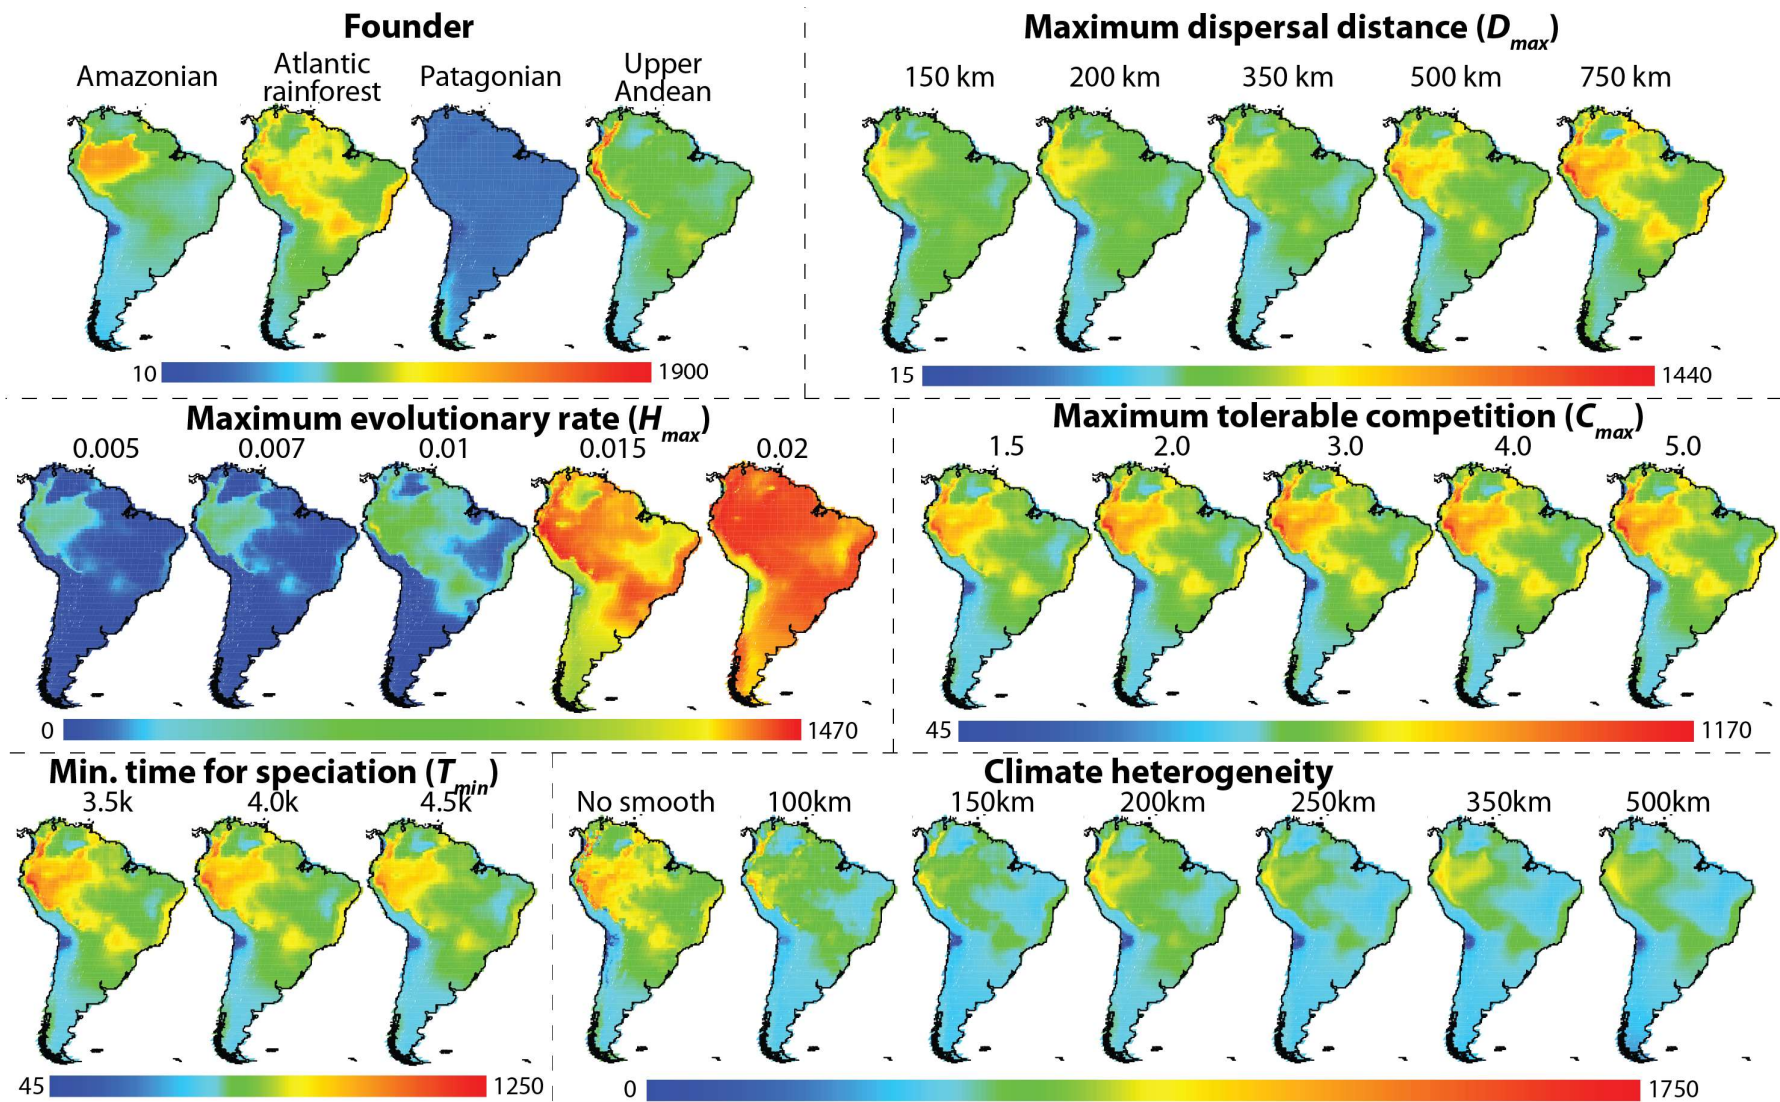 Founder
Amazonian
Atlantic
rainforest
Patagonian
Upper
Andean
10
1900
Maximum dispersal distance (Dmax)
150 km
200 km
350 km
500 km
750 km
15
1440
Maximum evolutionary rate (Hmax)
0.005
0.007
0.01
0.015
0.02
0
1470
Maximum tolerable competition (Cmax)
1.5
2.0
3.0
4.0
5.0
45
1170
Min. time for speciation (Tmin)
3.5k
4.0k
4.5k
45
1250
Climate heterogeneity
No smooth
100km
150km
200km
250km
350km
500km
0
1750